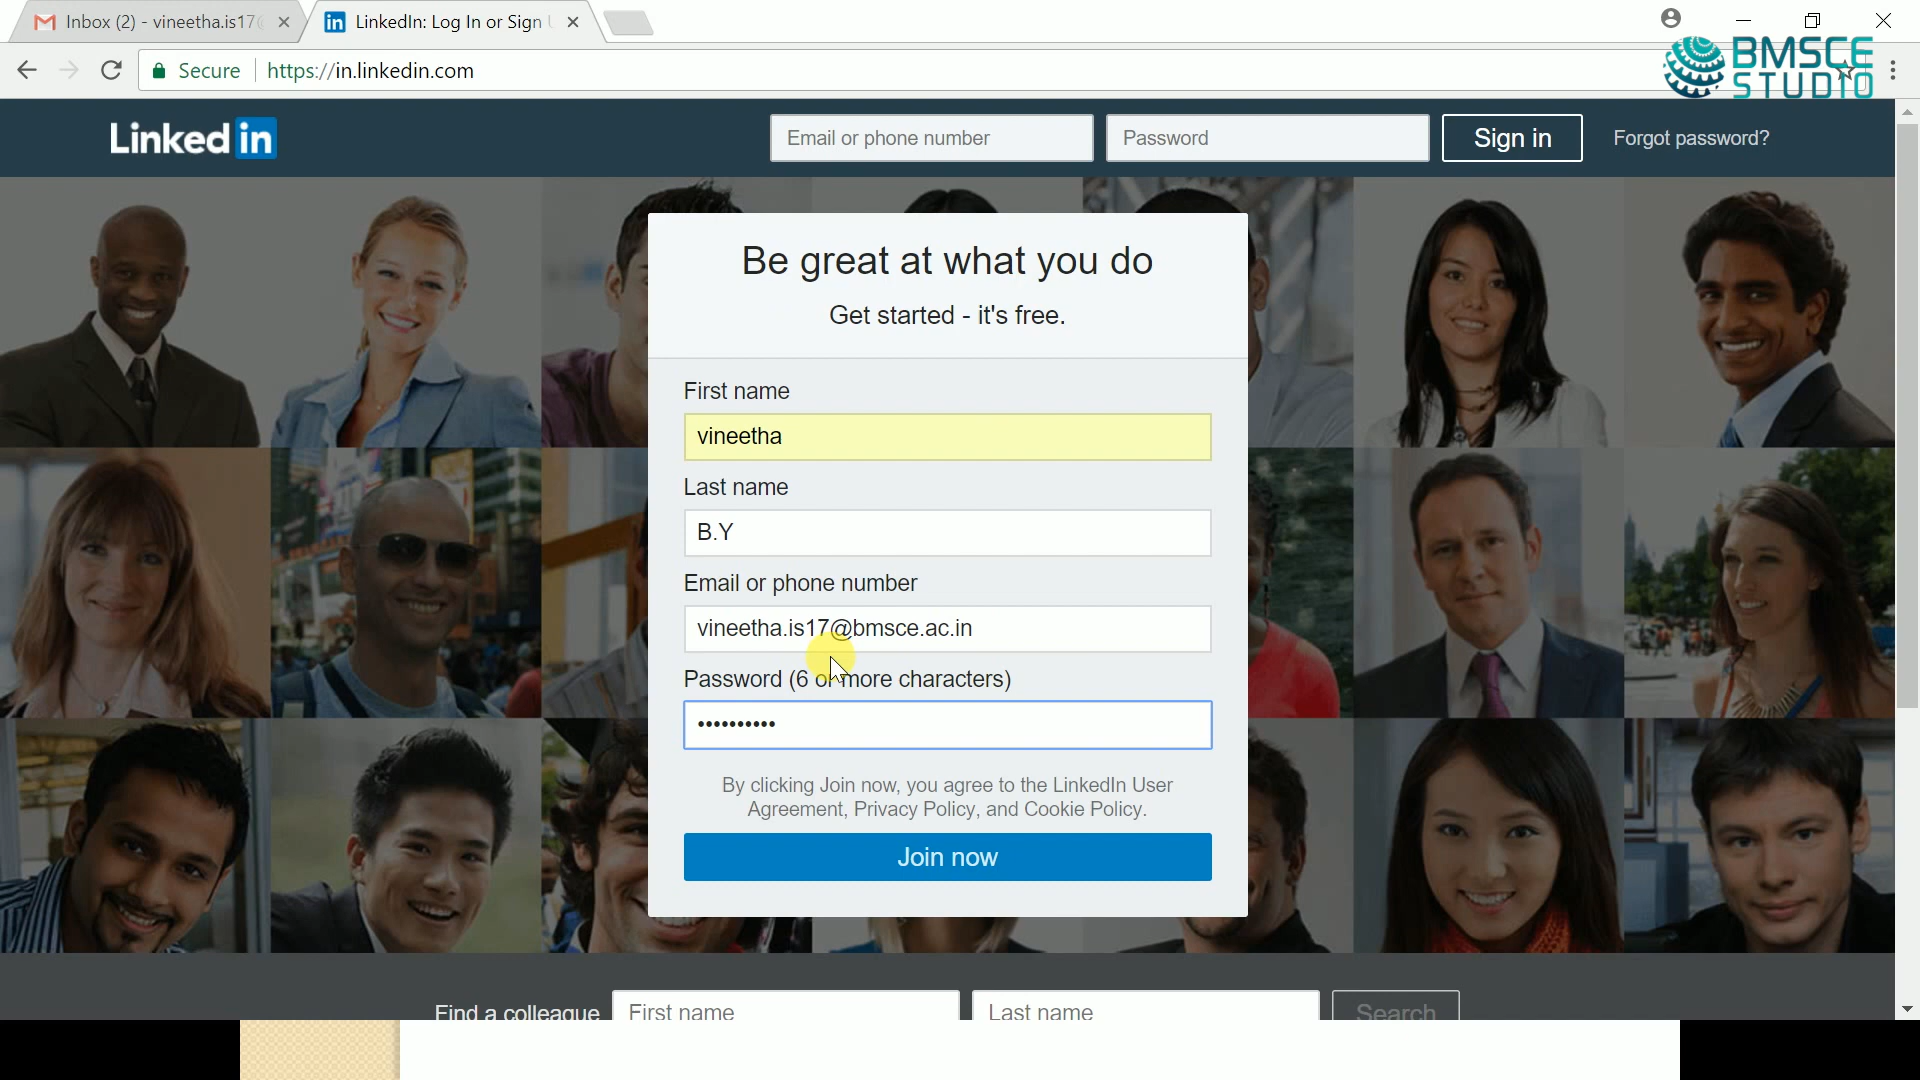 Inbox (2) - vineetha.is17
LinkedIn: Log In or Sign
Secure
https://in.linkedin.com
BMSCE
STUDIO
Linked in
Email or phone number
Password
Sign in
Forgot password?
Be great at what you do
Get started - it's free.
First name
vineetha
Last name
B.Y
Email or phone number
vineetha.is17@bmsce.ac.in
Password (6 or more characters)
••••••••••
By clicking Join now, you agree to the LinkedIn User
Agreement, Privacy Policy, and Cookie Policy.
Join now
Find a colleague
First name
Last name
Search